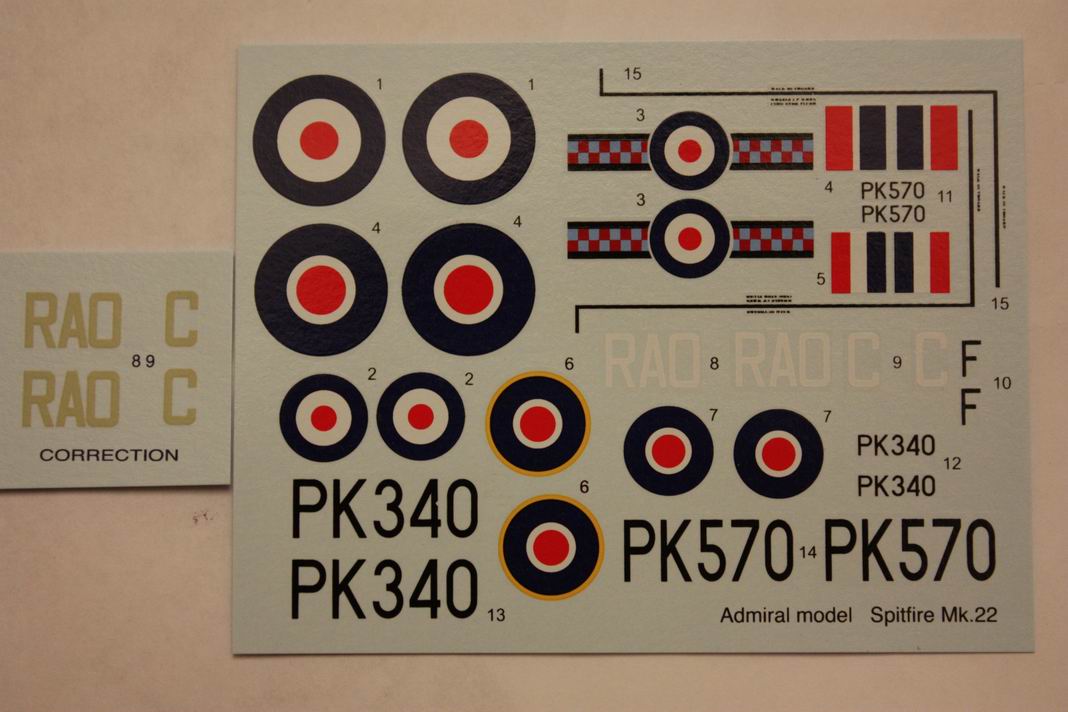 1
1
15
3
4
PK570
11
PK570
3
4
4
5
15
RAO C
8 9
RAO C
CORRECTION
2
2
6
RAO
8
RAO C
9
C
F
10
F
7
7
PK340
12
PK340
6
PK340
PK570
14
PK570
PK340
13
Admiral model Spitfire Mk.22